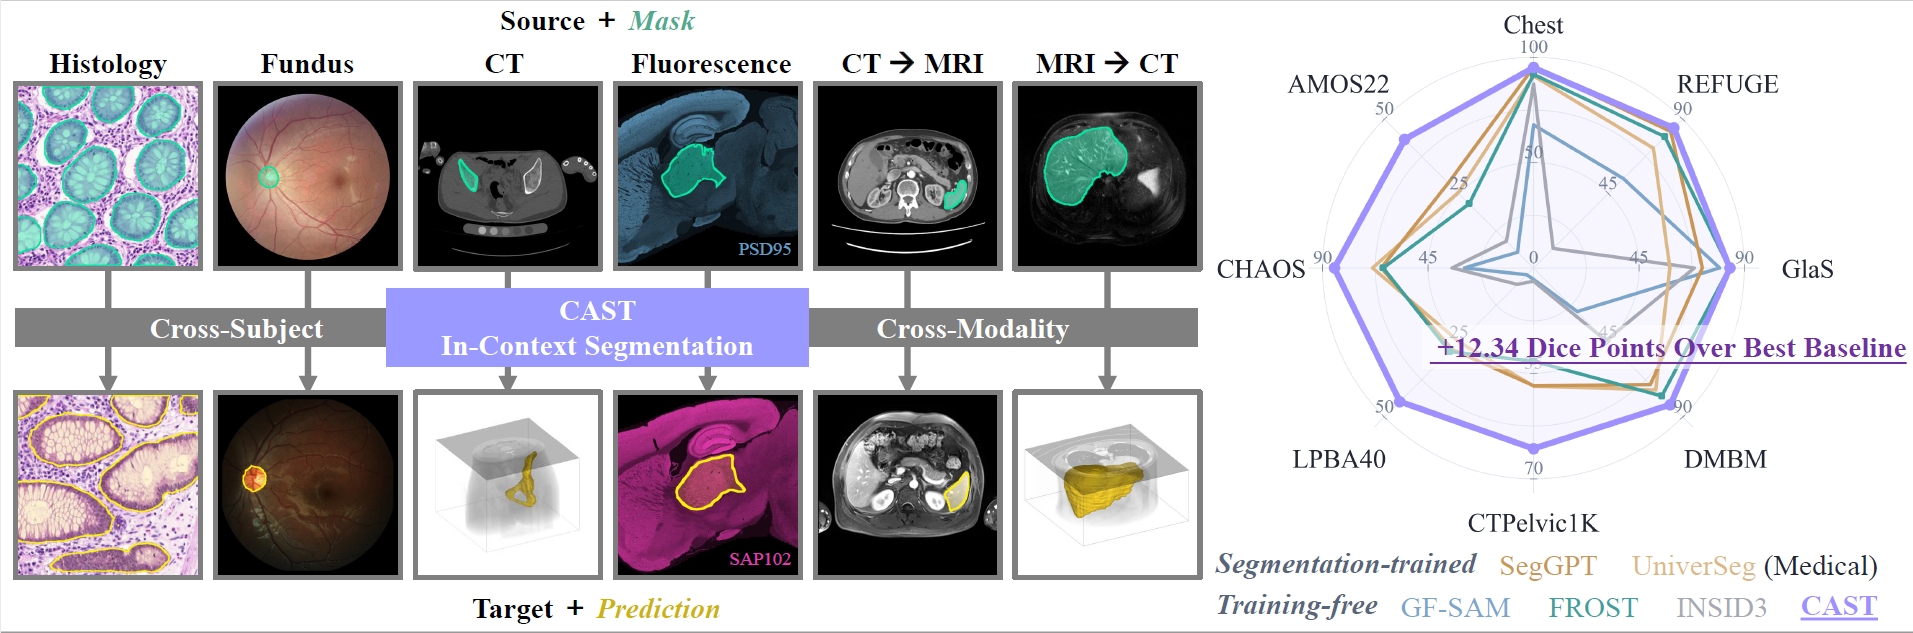 Source + Mask
Histology
Fundus
CT
Fluorescence
CT → MRI
MRI → CT
PSD95
Cross-Subject
CAST
In-Context Segmentation
Cross-Modality
SAP102
Target + Prediction
Chest
100
AMOS22
REFUGE
50
90
50
25
45
CHAOS
90
45
0
45
90
GlaS
25
45
35
+12.34 Dice Points Over Best Baseline
50
90
LPBA40
70
DMBM
CTPelvic1K
Segmentation-trained SegGPT UniverSeg (Medical)
Training-free GF-SAM FROST INSID3 CAST